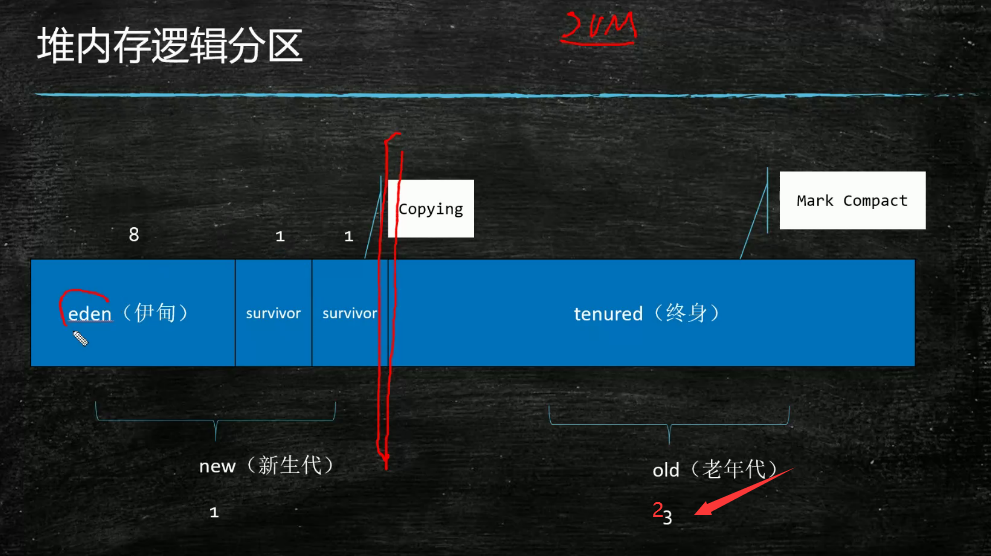 堆内存逻辑分区
JVM
Copying
Mark Compact
8
1
1
eden（伊甸）
survivor
survivor
tenured（终身）
new（新生代）
old（老年代）
1
2
3